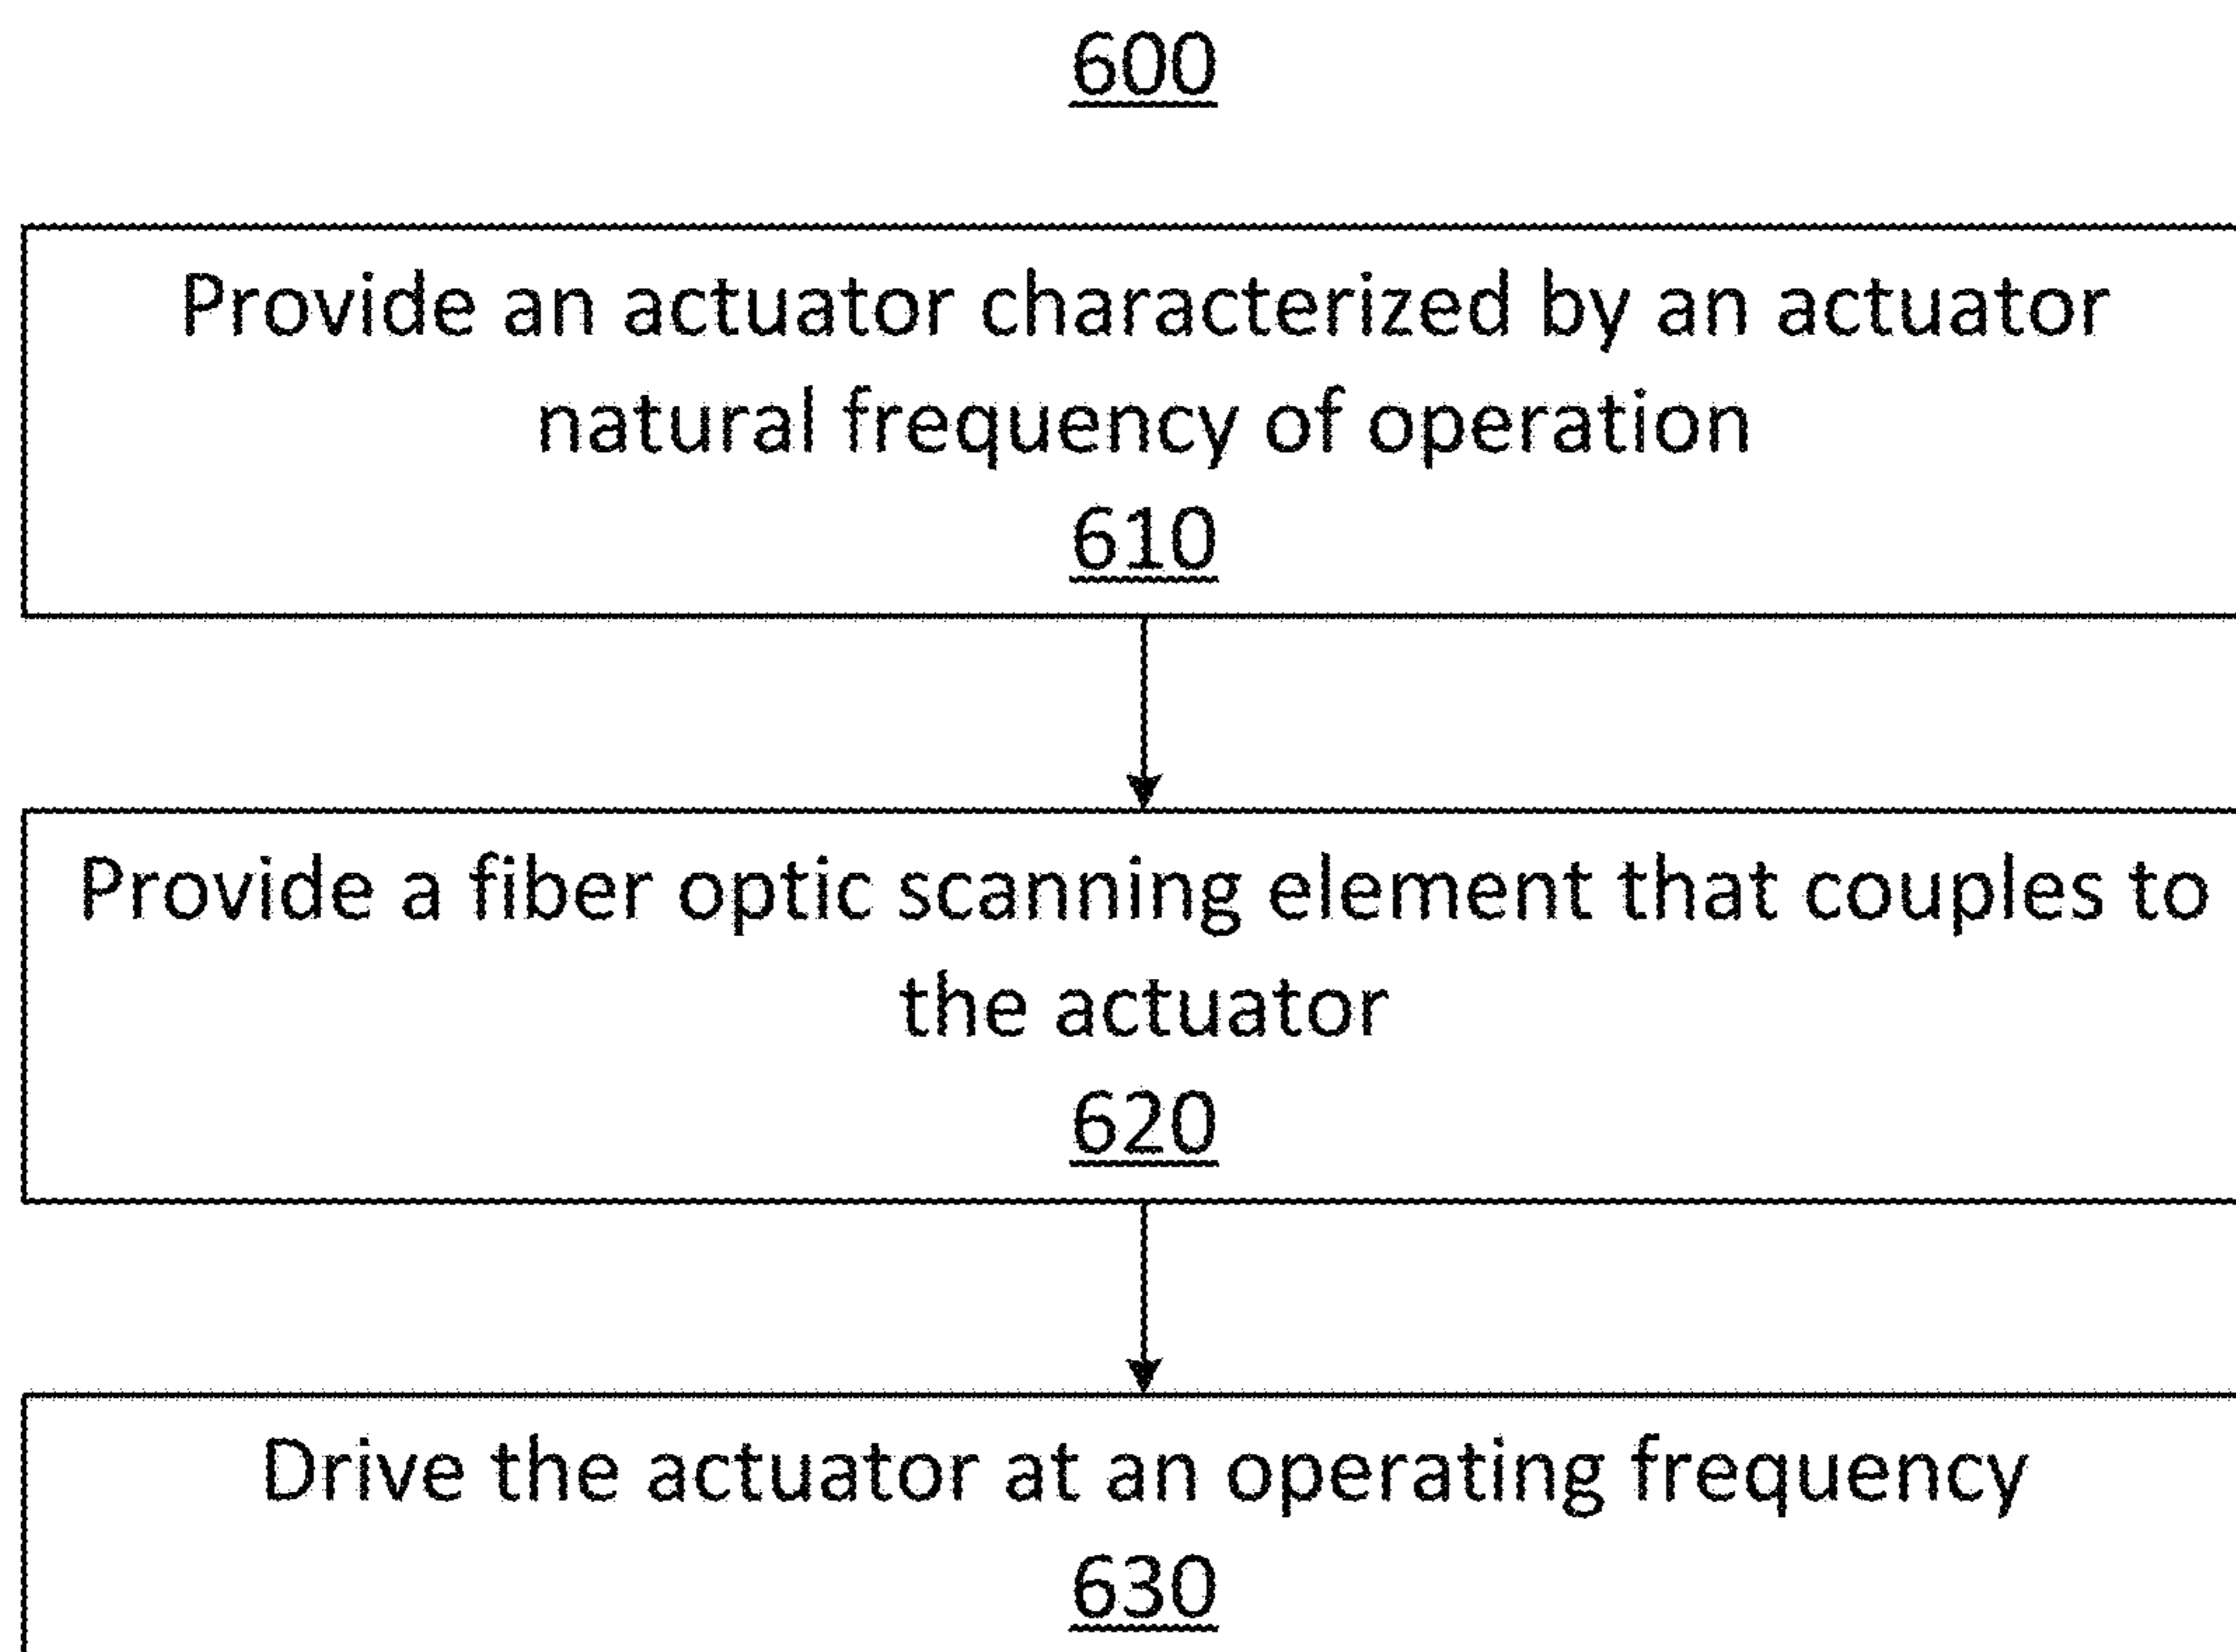 600
Provide an actuator characterized by an actuator
natural frequency of operation
610
Provide a fiber optic scanning element that couples to
the actuator
620
Drive the actuator at an operating frequency
630